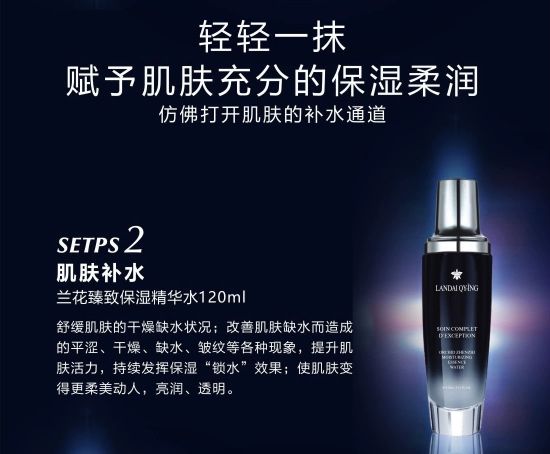 轻轻一抹
赋予肌肤充分的保湿柔润
仿佛打开肌肤的补水通道
SETPS 2
肌肤补水
兰花臻致保湿精华水120ml
舒缓肌肤的干燥缺水状况；改善肌肤缺水而造成
的平涩、干燥、缺水、皱纹等各种现象，提升肌
肤活力，持续发挥保湿“锁水”效果；使肌肤变
得更柔美动人，亮润、透明。
LANDAI QYING
SOIN COMPLET
D'EXCEPTION
ORCHID ZHENZHI
MOISTURIZING
ESSENCE
WATER